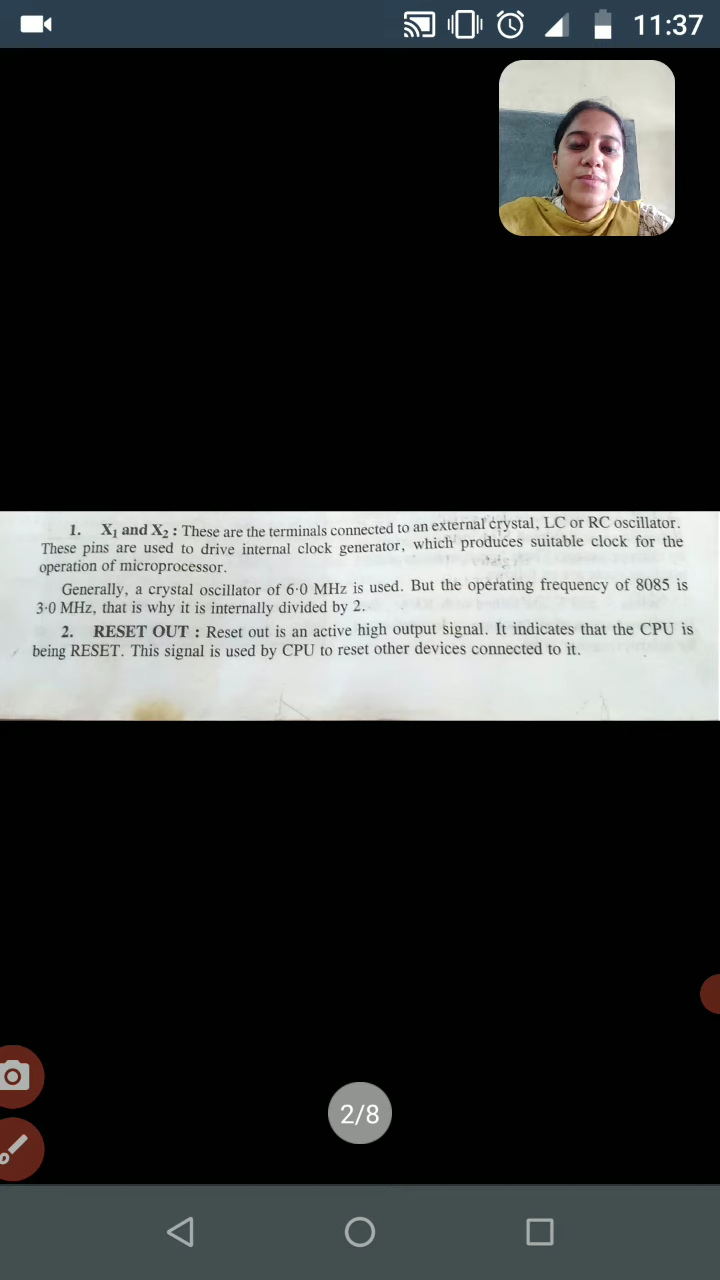 11:37
1. X₁ and X₂ : These are the terminals connected to an external crystal, LC or RC oscillator.
These pins are used to drive internal clock generator, which produces suitable clock for the
operation of microprocessor.
Generally, a crystal oscillator of 6·0 MHz is used. But the operating frequency of 8085 is
3·0 MHz, that is why it is internally divided by 2.
2. RESET OUT : Reset out is an active high output signal. It indicates that the CPU is
being RESET. This signal is used by CPU to reset other devices connected to it.
2/8